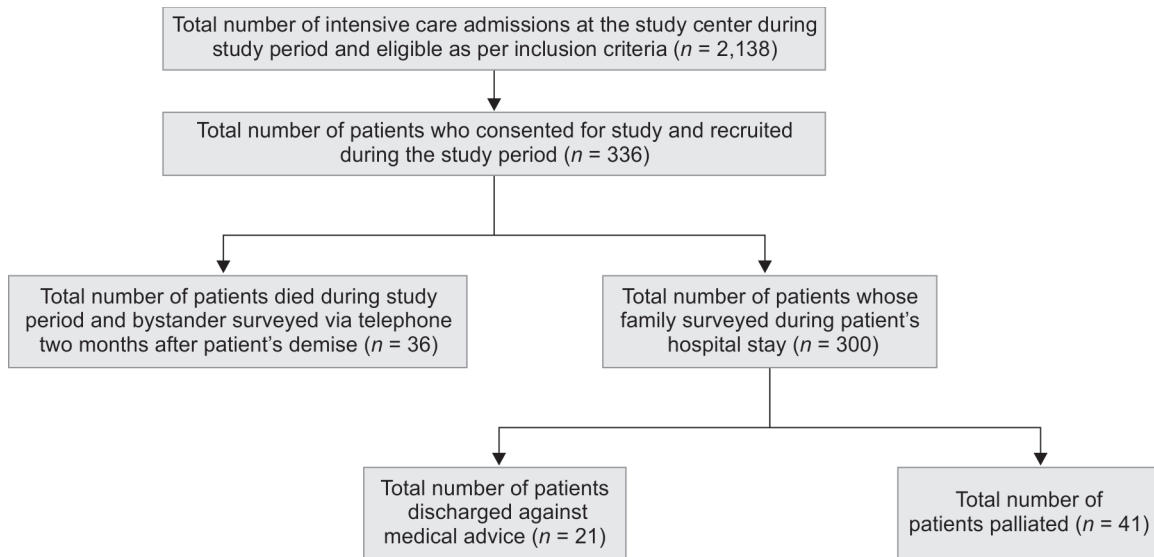 Total number of intensive care admissions at the study center during
study period and eligible as per inclusion criteria (n = 2,138)
Total number of patients who consented for study and recruited
during the study period (n = 336)
Total number of patients died during study
period and bystander surveyed via telephone
two months after patient's demise (n = 36)
Total number of patients whose
family surveyed during patient's
hospital stay (n = 300)
Total number of patients
discharged against
medical advice (n = 21)
Total number of
patients palliated (n = 41)